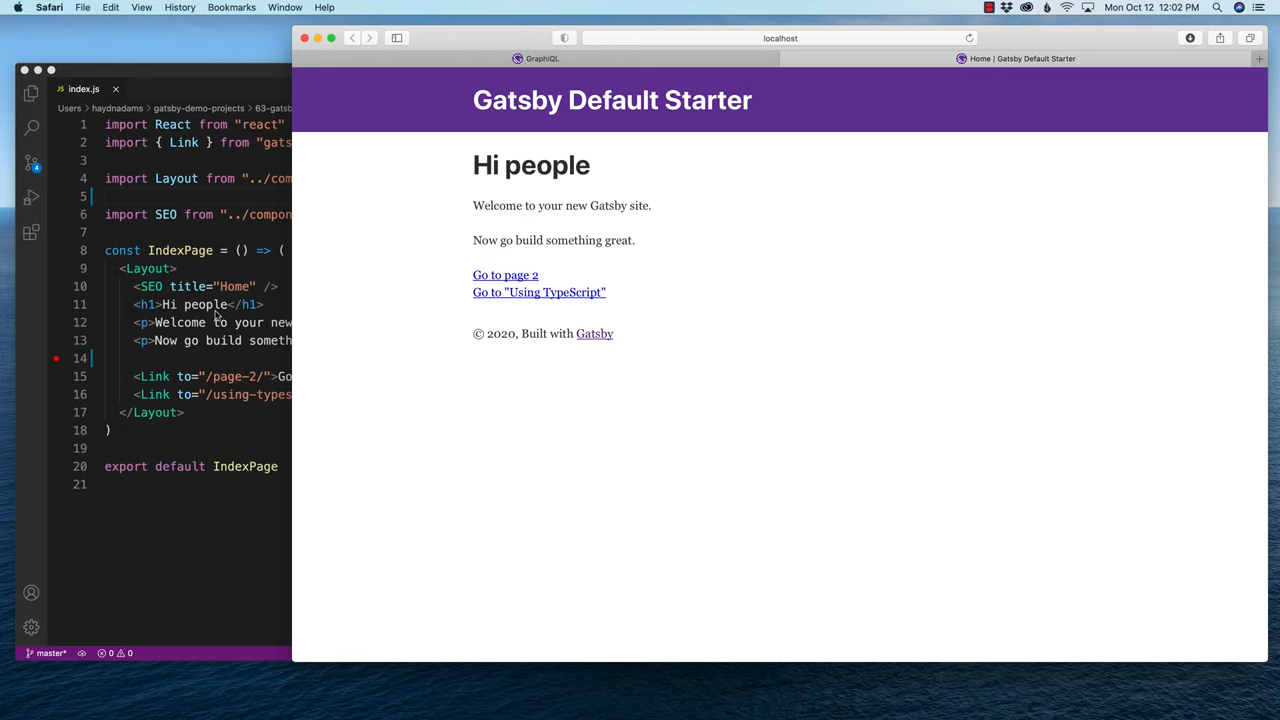 Safari File Edit View History Bookmarks Window Help Mon Oct 12 12:02 PM
localhost
GraphiQL
Home | Gatsby Default Starter
index.js
Users haydnadams gatsby-demo-projects 63-gatsb
1 import React from "react"
2 import { Link } from "gats
3
4 import Layout from "../com
5
6 import SEO from "../compon
7
8 const IndexPage = () => (
9 <Layout>
10 <SEO title="Home" />
11 <h1>Hi people</h1>
12 <p>Welcome to your new
13 <p>Now go build someth
14
15 <Link to="/page-2/">Go
16 <Link to="/using-types
17 </Layout>
18 )
19
20 export default IndexPage
21
4
master* 0 0
Gatsby Default Starter
Hi people
Welcome to your new Gatsby site.
Now go build something great.
Go to page 2
Go to "Using TypeScript"
© 2020, Built with Gatsby